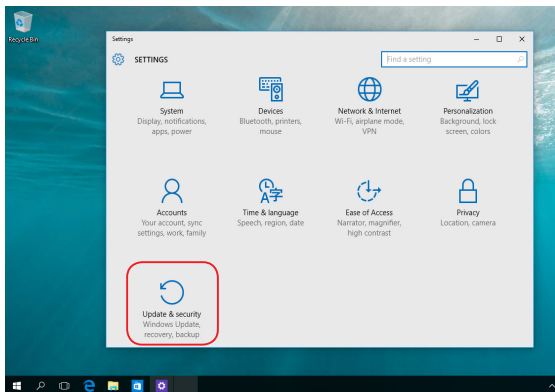 Recycle Bin
Settings
SETTINGS
Find a setting
System
Display, notifications,
apps, power
Devices
Bluetooth, printers,
mouse
Network & Internet
Wi-Fi, airplane mode,
VPN
Personalization
Background, lock
screen, colors
Accounts
Your account, sync
settings, work, family
Time & language
Speech, region, date
Ease of Access
Narrator, magnifier,
high contrast
Privacy
Location, camera
Update & security
Windows Update,
recovery, backup